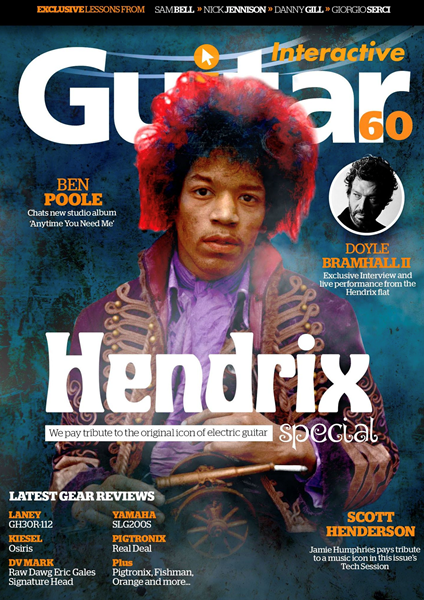 EXCLUSIVE LESSONS FROM SAM BELL » NICK JENNISON » DANNY GILL » GIORGIO SERCI
Interactive
Guitar
60
BEN
POOLE
Chats new studio album
'Anytime You Need Me'
DOYLE
BRAMHALL II
Exclusive Interview and
live performance from the
Hendrix flat
Hendrix
We pay tribute to the original icon of electric guitar
special
LATEST GEAR REVIEWS
LANEY
GH30R-112
KIESEL
Osiris
DV MARK
Raw Dawg Eric Gales
Signature Head
YAMAHA
SLG200S
PIGTRONIX
Real Deal
Plus
Pigtronix, Fishman,
Orange and more...
SCOTT
HENDERSON
Jamie Humphries pays tribute
to a music icon in this issue's
Tech Session